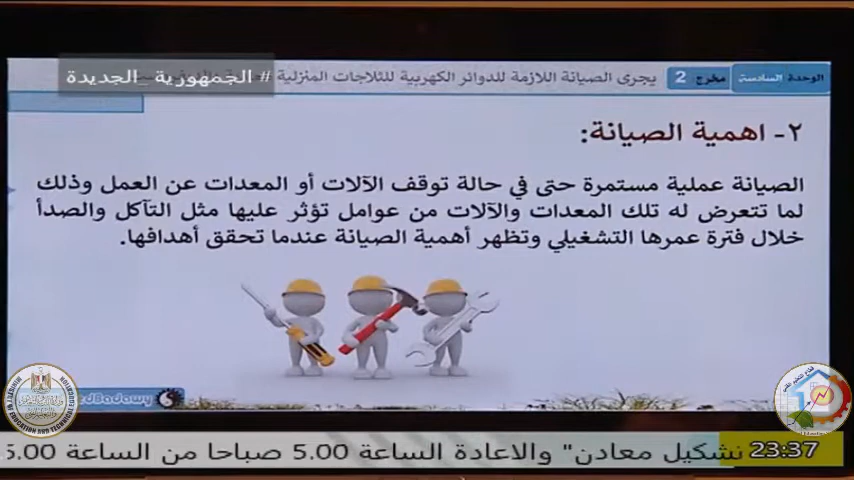 #الجمهورية_الجديدة
الوحدة السادسة
مخرج 2
يجرى الصيانة اللازمة للدوائر الكهربية للثلاجات المنزلية
٢- اهمية الصيانة:
الصيانة عملية مستمرة حتى في حالة توقف الآلات أو المعدات عن العمل وذلك
لما تتعرض له تلك المعدات والآلات من عوامل تؤثر عليها مثل التآكل والصدأ
خلال فترة عمرها التشغيلي وتظهر أهمية الصيانة عندما تحقق أهدافها.
dBadawy
تشكيل معادن" والاعادة الساعة 5.00 صباحا من الساعة 5.00
23:37